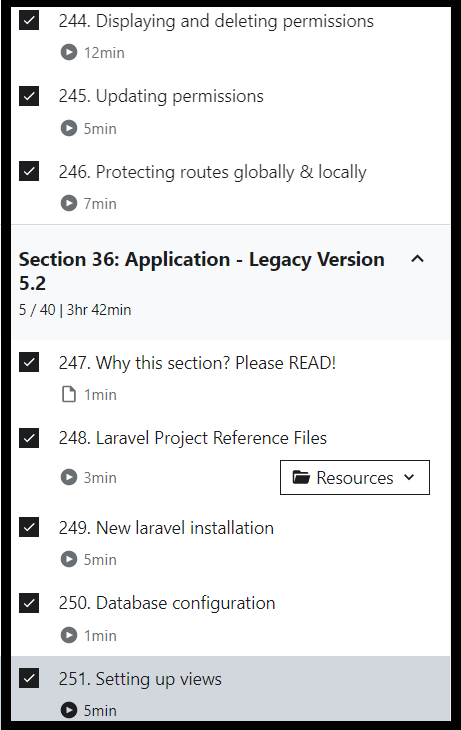 244. Displaying and deleting permissions
12min
245. Updating permissions
5min
246. Protecting routes globally & locally
7min
Section 36: Application - Legacy Version
5.2
5 / 40 | 3hr 42min
247. Why this section? Please READ!
1min
248. Laravel Project Reference Files
3min
Resources
249. New laravel installation
5min
250. Database configuration
1min
251. Setting up views
5min